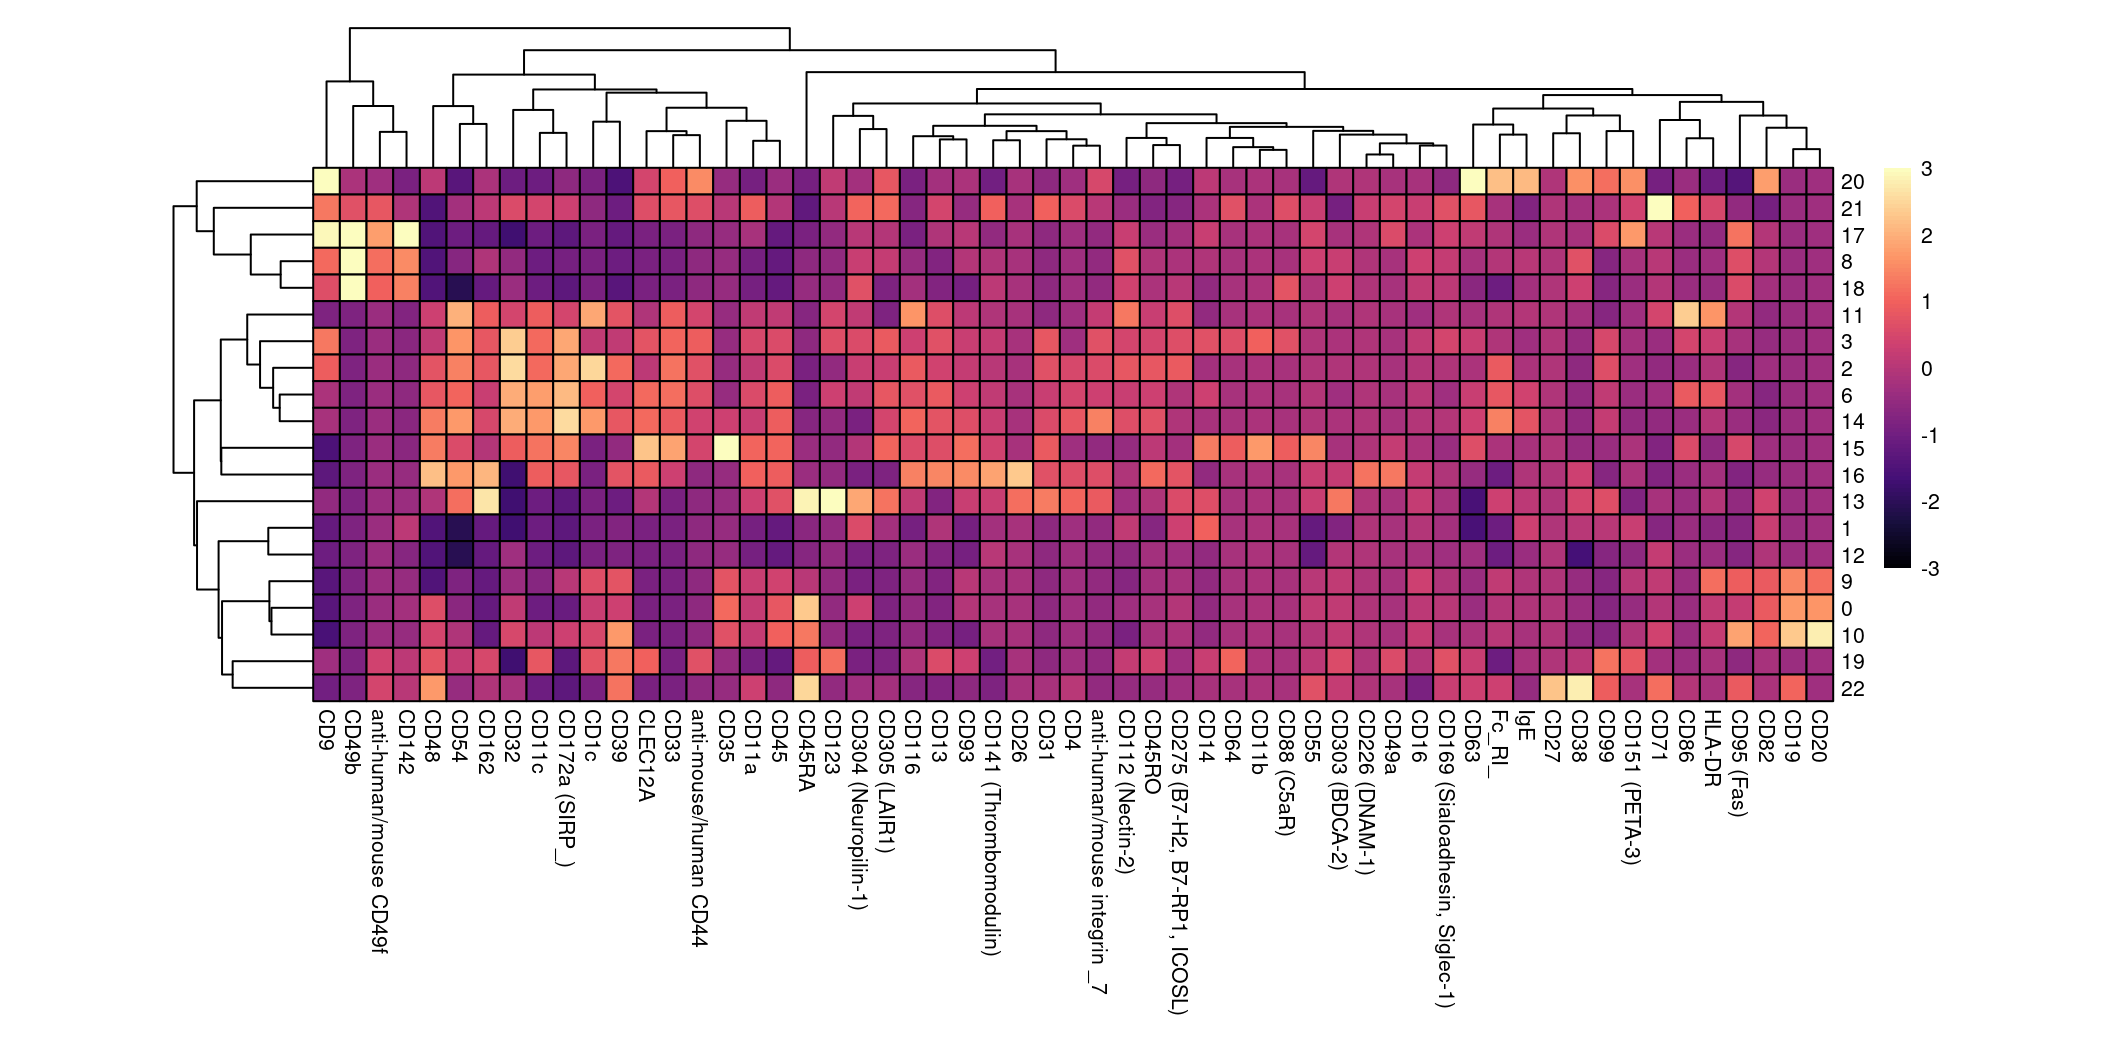 3
2
1
0
-1
-2
-3
20
21
17
8
18
11
3
2
6
14
15
16
13
1
12
9
0
10
19
22
CD9
CD49b
anti-human/mouse CD49f
CD142
CD48
CD54
CD162
CD32
CD11c
CD172a (SIRP_)
CD1c
CD39
CLEC12A
CD33
anti-mouse/human CD44
CD35
CD11a
CD45
CD45RA
CD123
CD304 (Neuropilin-1)
CD305 (LAIR1)
CD116
CD13
CD93
CD141 (Thrombomodulin)
CD26
CD31
CD4
anti-human/mouse integrin _7
CD112 (Nectin-2)
CD45RO
CD275 (B7-H2, B7-RP1, ICOSL)
CD14
CD64
CD11b
CD88 (C5aR)
CD55
CD303 (BDCA-2)
CD226 (DNAM-1)
CD49a
CD16
CD169 (Sialoadhesin, Siglec-1)
CD63
Fc_RI_
IgE
CD27
CD38
CD99
CD151 (PETA-3)
CD71
CD86
HLA-DR
CD95 (Fas)
CD82
CD19
CD20